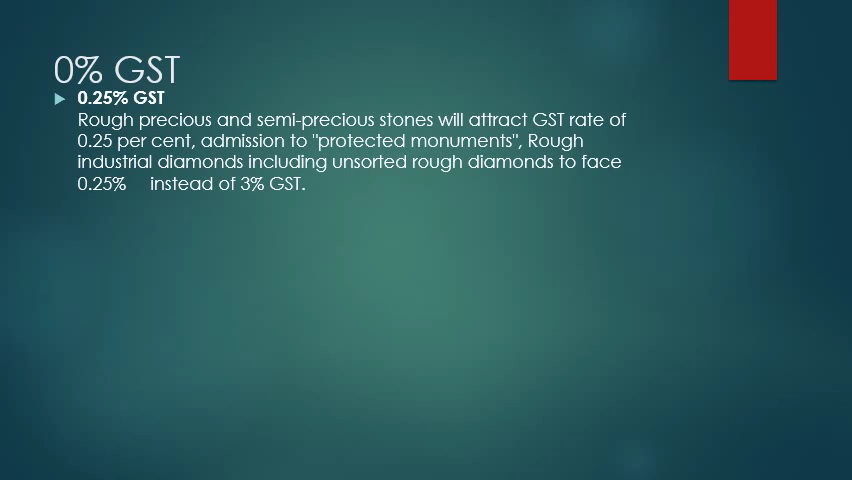 0% GST
0.25% GST
Rough precious and semi-precious stones will attract GST rate of
0.25 per cent, admission to "protected monuments", Rough
industrial diamonds including unsorted rough diamonds to face
0.25% instead of 3% GST.